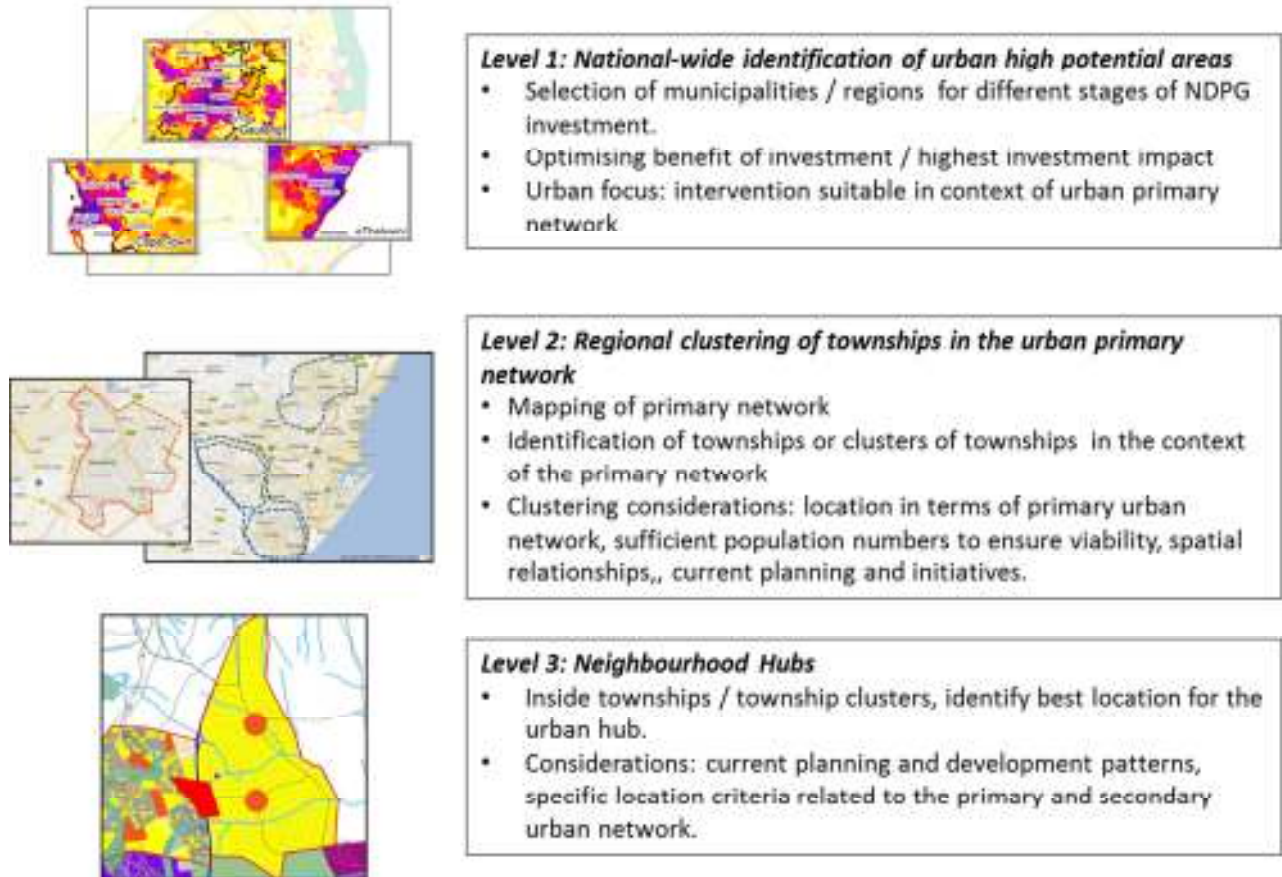 Gauteng
Cape Town
eThekwini
Level 1: National-wide identification of urban high potential areas
• Selection of municipalities / regions for different stages of NDPG
investment.
• Optimising benefit of investment / highest investment impact
• Urban focus: intervention suitable in context of urban primary
network
Level 2: Regional clustering of townships in the urban primary
network
• Mapping of primary network
• Identification of townships or clusters of townships in the context
of the primary network
• Clustering considerations: location in terms of primary urban
network, sufficient population numbers to ensure viability, spatial
relationships,, current planning and initiatives.
Level 3: Neighbourhood Hubs
• Inside townships / township clusters, identify best location for the
urban hub.
• Considerations: current planning and development patterns,
specific location criteria related to the primary and secondary
urban network.